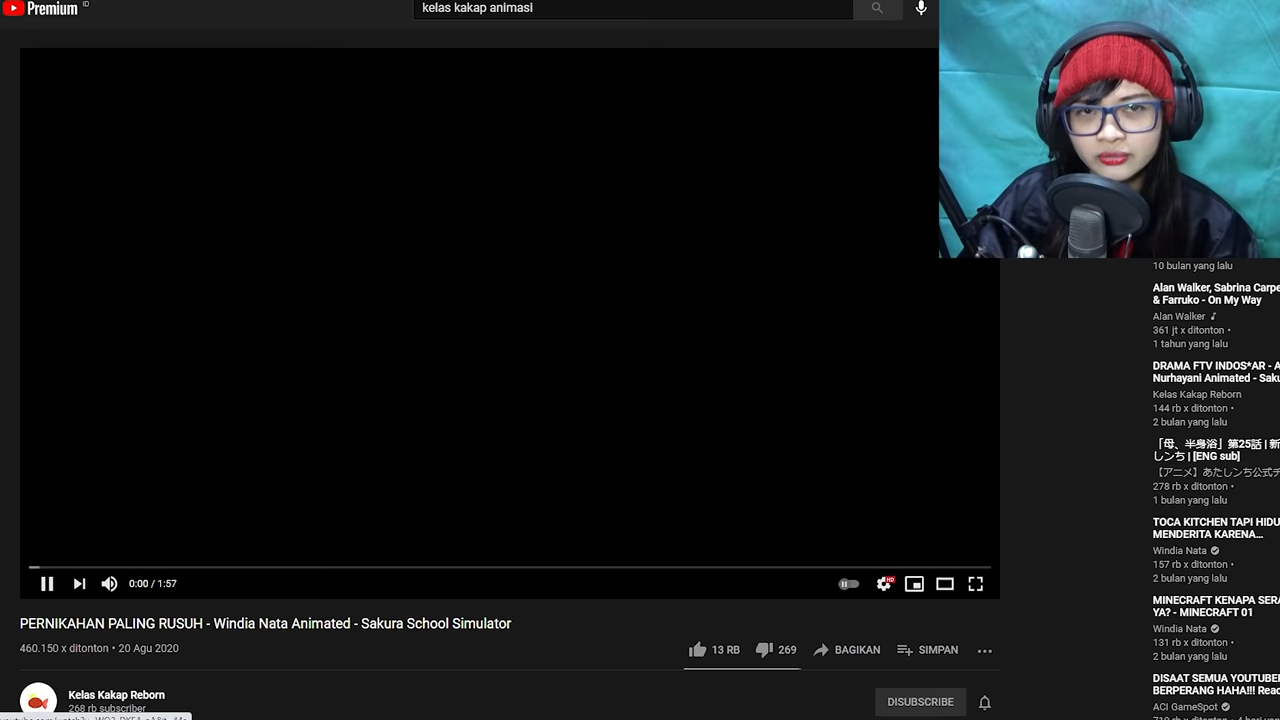 Premium ID
kelas kakap anlmasi
0:00 / 1:57
HD
PERNIKAHAN PALING RUSUH - Windia Nata Animated - Sakura School Simulator
460.150 x ditonton • 20 Agu 2020
13 RB
269
BAGIKAN
SIMPAN
Kelas Kakap Reborn
268 rb subscriber
DISUBSCRIBE
10 bulan yang lalu
Alan Walker, Sabrina Carpe
& Farruko - On My Way
Alan Walker
361 jt x ditonton •
1 tahun yang lalu
DRAMA FTV INDOS*AR - A
Nurhayani Animated - Saku
Kelas Kakap Reborn
144 rb x ditonton •
2 bulan yang lalu
「母、半身浴」第25話 | 新
しンち | [ENG sub]
【アニメ】あたしンち公式チ
278 rb x ditonton •
1 bulan yang lalu
TOCA KITCHEN TAPI HIDU
MENDERITA KARENA...
Windia Nata
157 rb x ditonton •
2 bulan yang lalu
MINECRAFT KENAPA SERA
YA? - MINECRAFT 01
Windia Nata
131 rb x ditonton •
2 bulan yang lalu
DISAAT SEMUA YOUTUBE
BERPERANG HAHA!!! Rea
ACI GameSpot